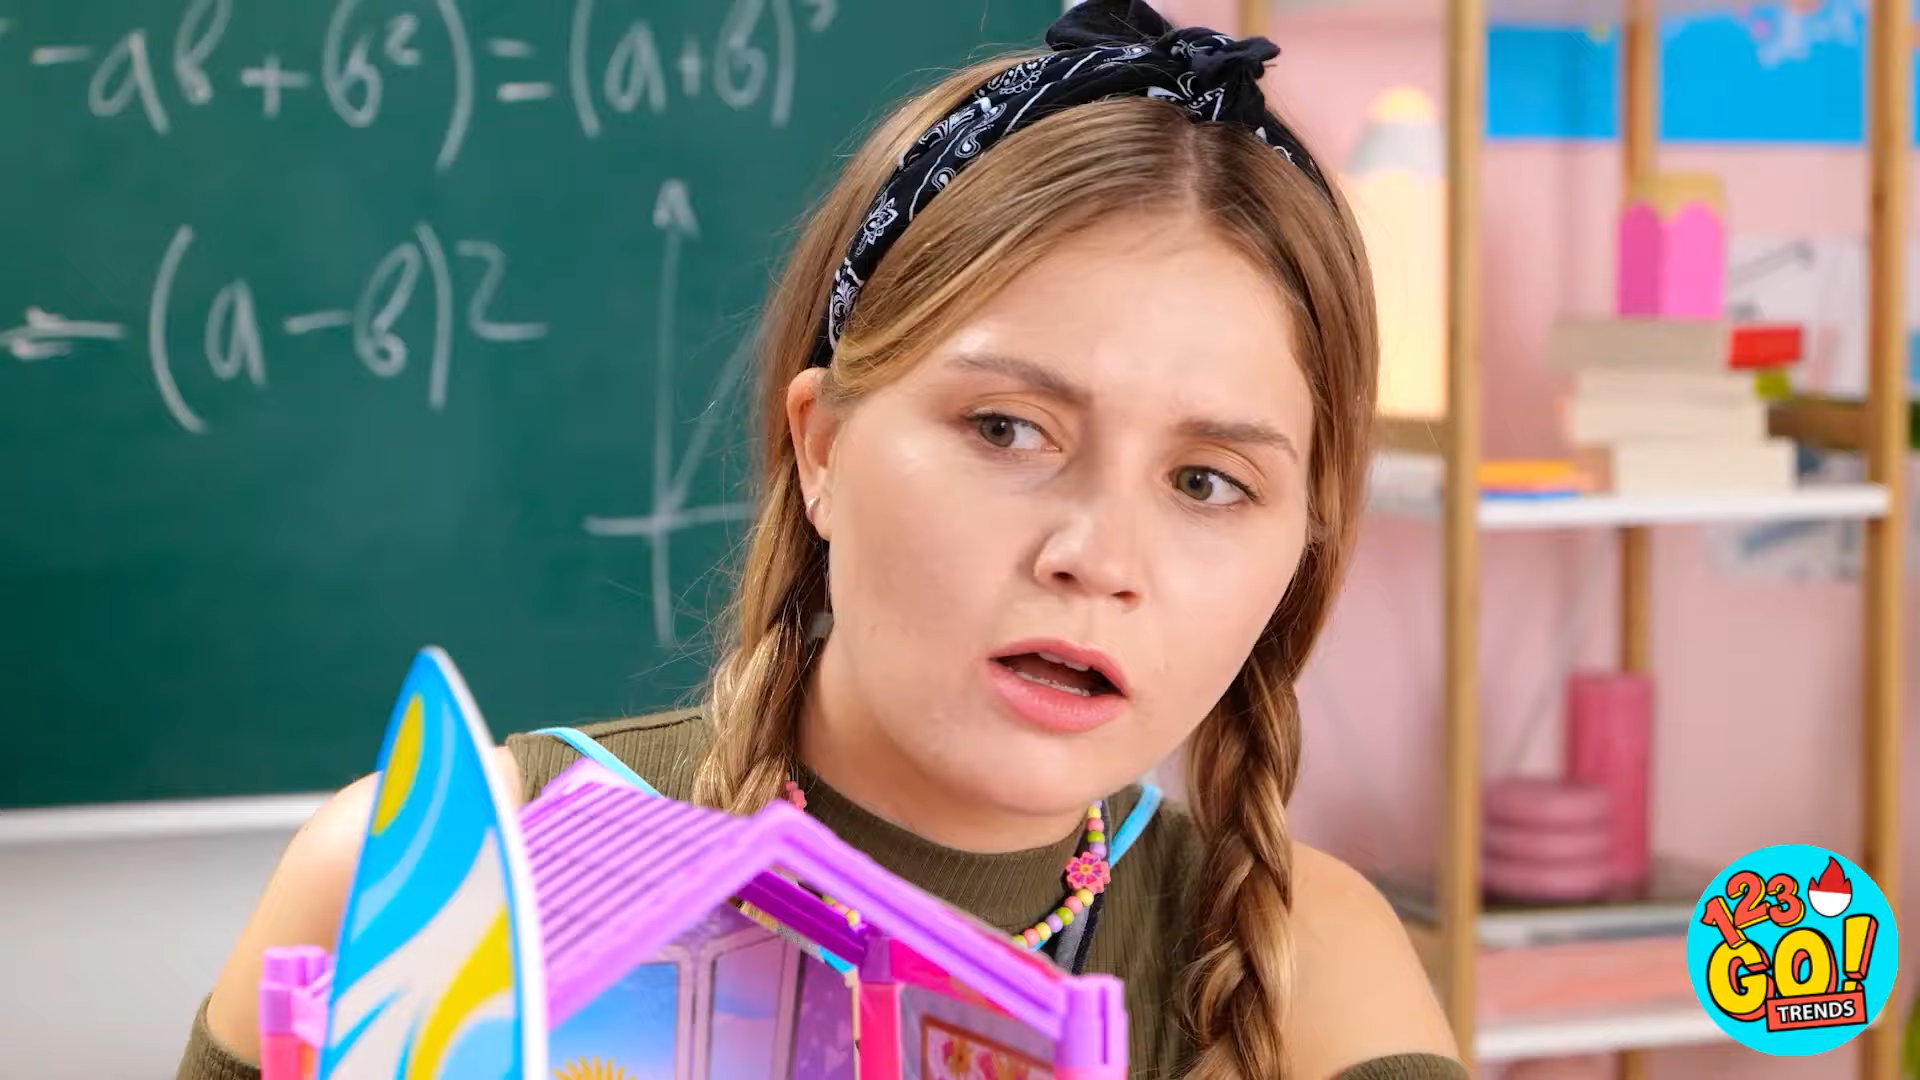 - ab + b²) = (a+b)³
= (a-b)²
123
GO!
TRENDS